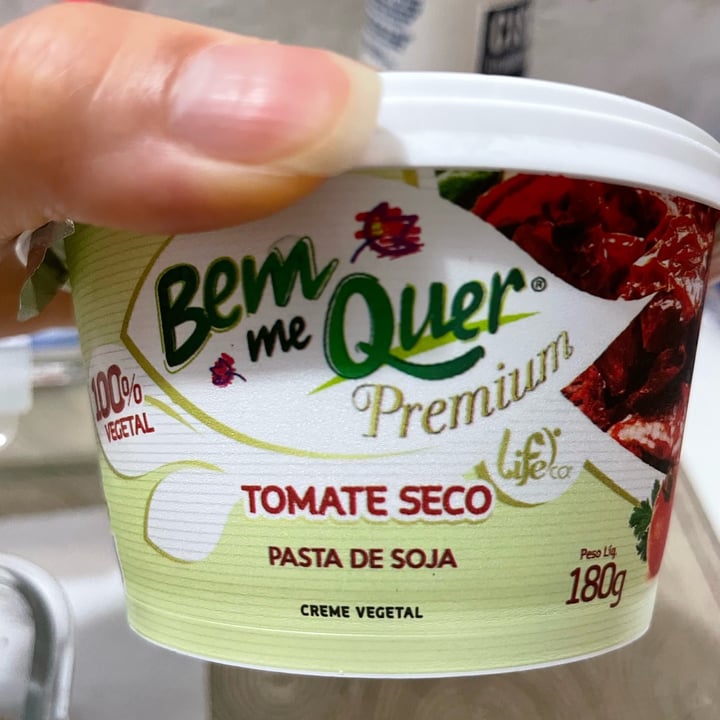 Bem
me
Quer®
Premium
100%
VEGETAL
Life
co
TOMATE SECO
PASTA DE SOJA
CREME VEGETAL
Peso Líq.
180g